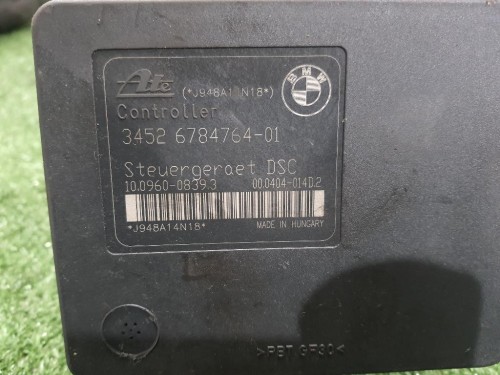 Ate (*J948A14N18*)
BMW
Controller
3452 6784764-01
Steuergeraet DSC
10.0960-0839.3 00.0404-014D.2
*J948A14N18* MADE IN HUNGARY
>PBT GF30<